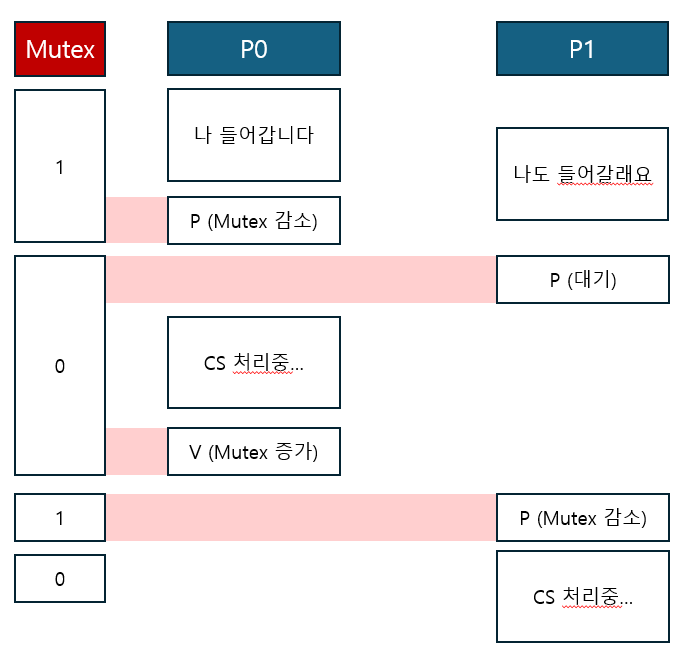 Mutex
P0
P1
나 들어갑니다
1
나도 들어갈래요
P (Mutex 감소)
P (대기)
CS 처리중...
0
V (Mutex 증가)
1
P (Mutex 감소)
0
CS 처리중...